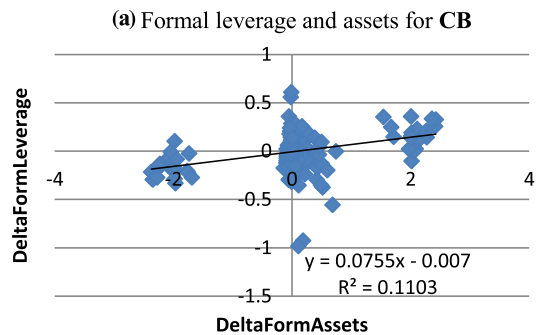 (a) Formal leverage and assets for CB
DeltaFormLeverage
1
0.5
0
-0.5
-1
-1.5
-4
-2
0
2
4
y = 0.0755x - 0.007
R² = 0.1103
DeltaFormAssets